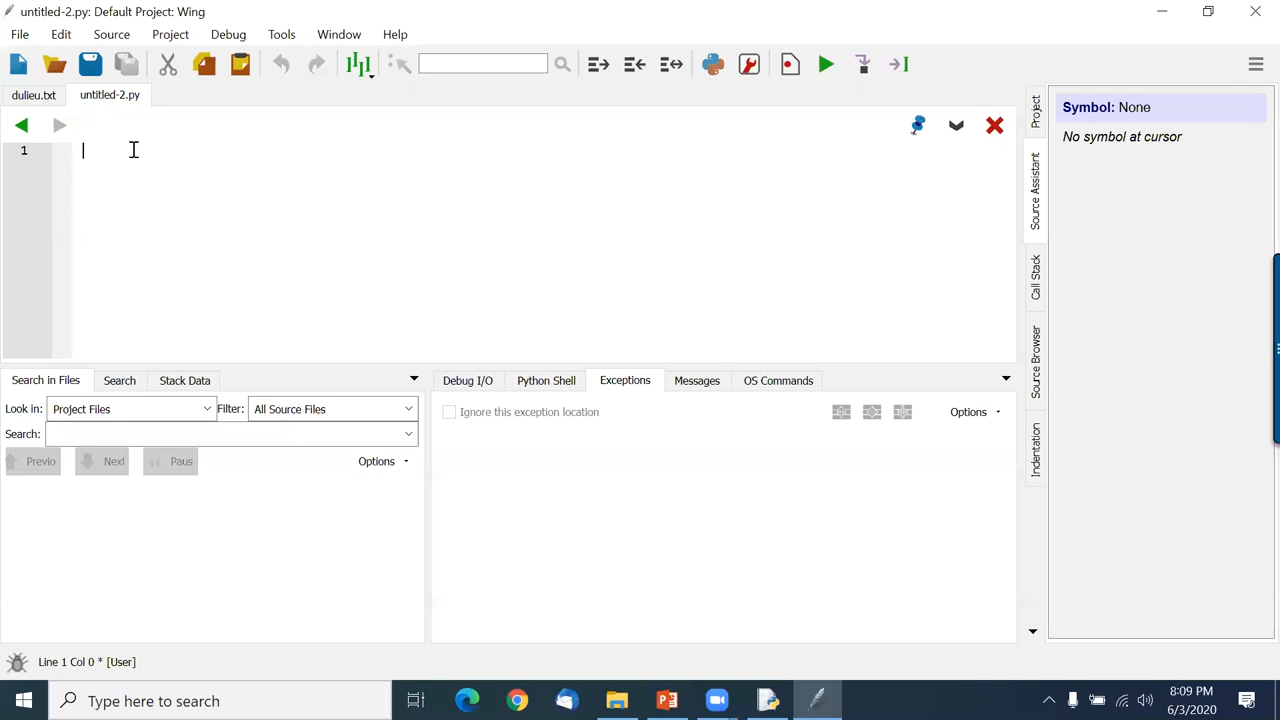 untitled-2.py: Default Project: Wing
File Edit Source Project Debug Tools Window Help
dulieu.txt untitled-2.py
1
Project
Source Assistant
Call Stack
Source Browser
Indentation
Symbol: None
No symbol at cursor
Search in Files Search Stack Data
Look in: Project Files Filter: All Source Files
Search:
Previo Next Paus Options
Debug I/O Python Shell Exceptions Messages OS Commands
Ignore this exception location Options
Line 1 Col 0 * [User]
Type here to search
8:09 PM
6/3/2020